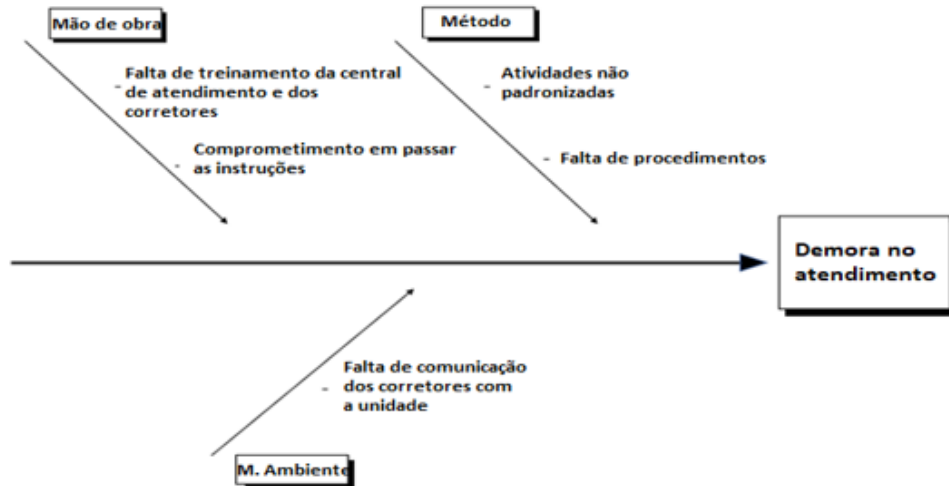 Mão de obra
Método
Falta de treinamento da central
de atendimento e dos
corretores
Comprometimento em passar
as instruções
Atividades não
padronizadas
Falta de procedimentos
Demora no
atendimento
Falta de comunicação
dos corretores com
a unidade
M. Ambiente